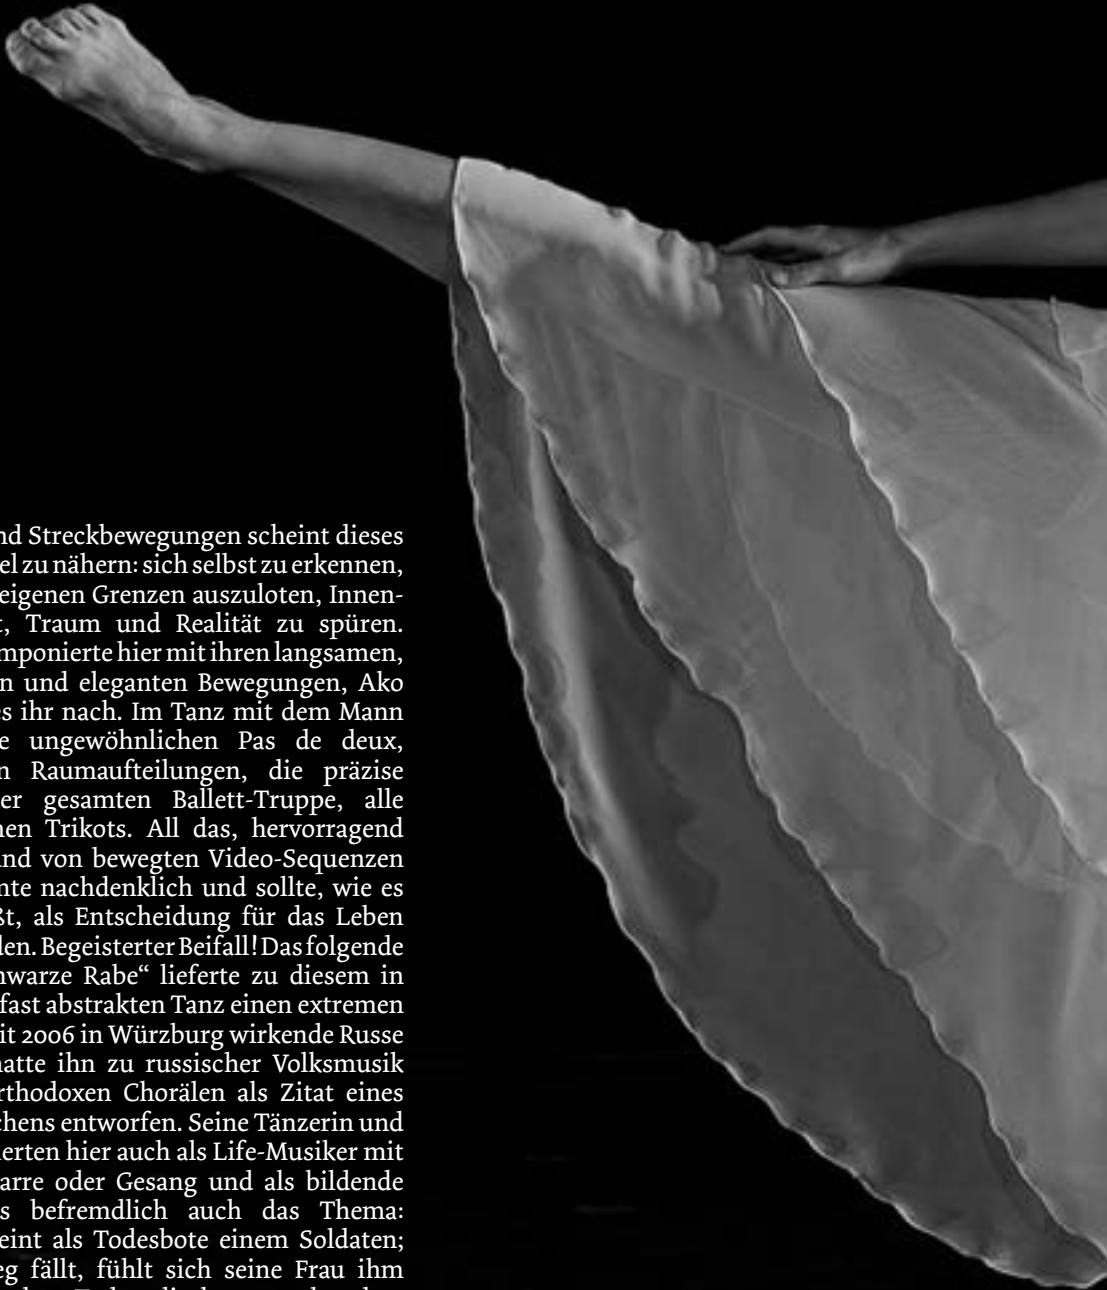 nd Streckbewegungen scheint dieses
el zu nähern: sich selbst zu erkennen,
eigenen Grenzen auszuloten, Innen-
t, Traum und Realität zu spüren.
mponierte hier mit ihren langsamen,
n und eleganten Bewegungen, Ako
es ihr nach. Im Tanz mit dem Mann
e ungewöhnlichen Pas de deux,
n Raumaufteilungen, die präzise
er gesamten Ballett-Truppe, alle
nen Trikots. All das, hervorragend
und von bewegten Video-Sequenzen
nte nachdenklich und sollte, wie es
ßt, als Entscheidung für das Leben
den. Begeisterter Beifall! Das folgende
hwarze Rabe“ lieferte zu diesem in
fast abstrakten Tanz einen extremen
it 2006 in Würzburg wirkende Russe
hatte ihn zu russischer Volksmusik
rthodoxen Chorälen als Zitat eines
chens entworfen. Seine Tänzerin und
ierten hier auch als Life-Musiker mit
arre oder Gesang und als bildende
s befremdlich auch das Thema:
eint als Todesbote einem Soldaten;
eg fällt, fühlt sich seine Frau ihm